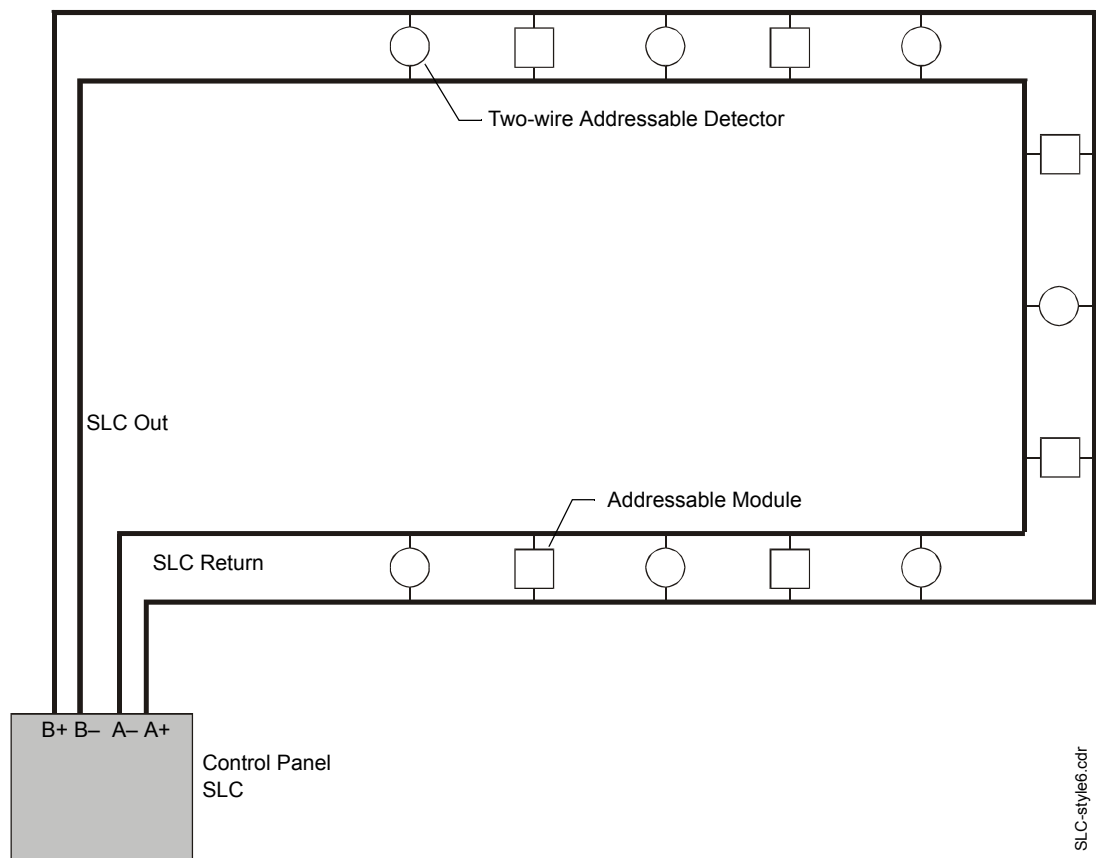 Two-wire Addressable Detector
SLC Out
Addressable Module
SLC Return
B+ B– A– A+
Control Panel
SLC
SLC-style6.cdr